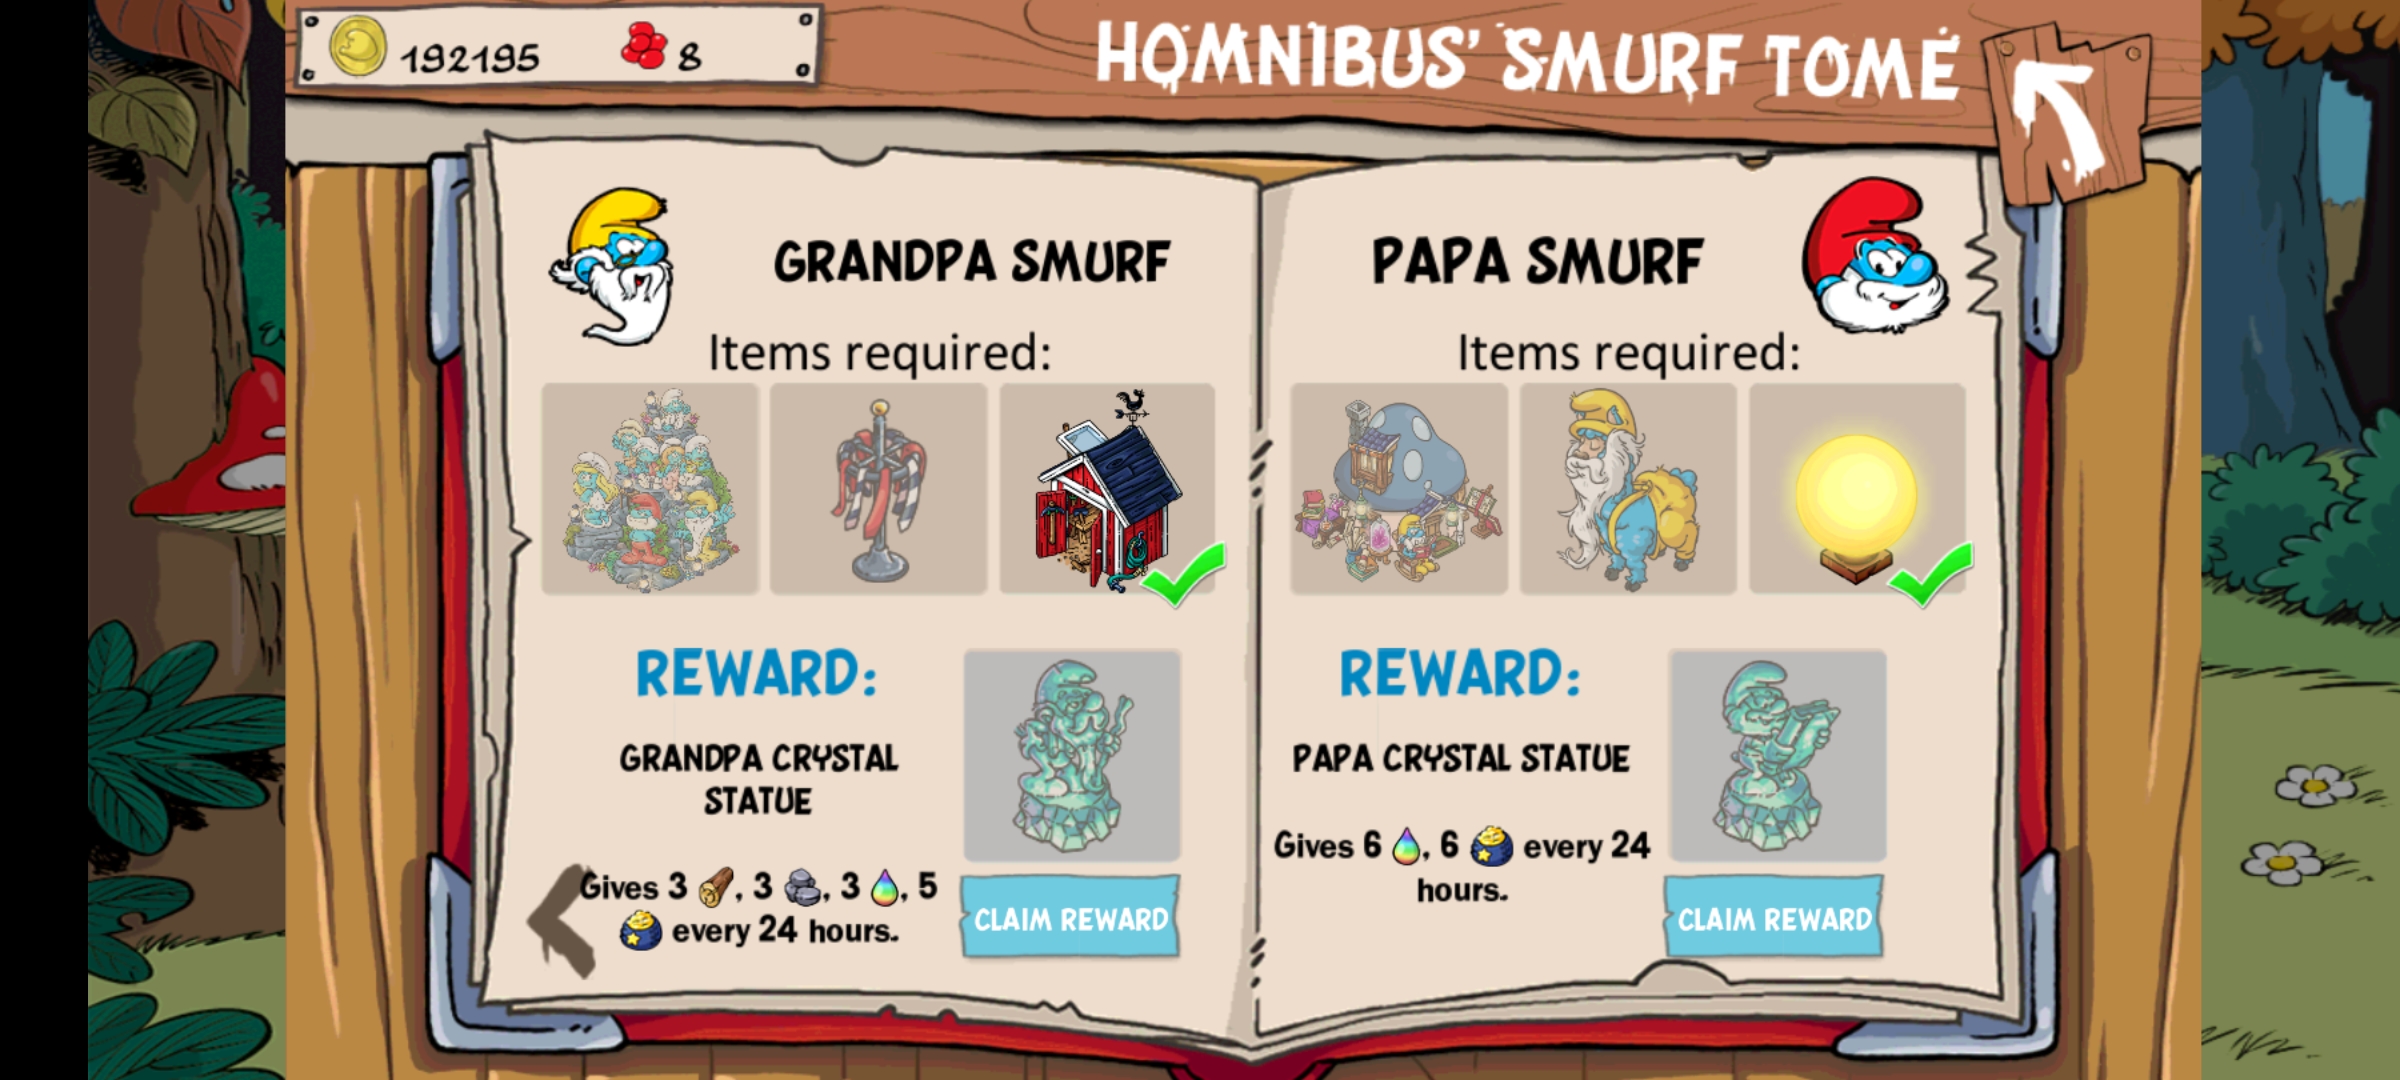 192195
8
HOMNIBUS' SMURF TOME
GRANDPA SMURF
Items required:
REWARD:
GRANDPA CRYSTAL
STATUE
Gives 3 , 3 , 3 , 5
every 24 hours.
CLAIM REWARD
PAPA SMURF
Items required:
REWARD:
PAPA CRYSTAL STATUE
Gives 6 , 6 every 24
hours.
CLAIM REWARD